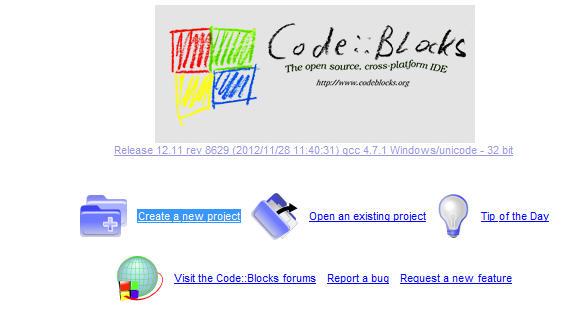 Code::Blocks
The open source, cross-platform IDE
http://www.codeblocks.org
Release 12.11 rev 8629 (2012/11/28 11:40:31) gcc 4.7.1 Windows/unicode - 32 bit
Create a new project Open an existing project Tip of the Day
Visit the Code::Blocks forums Report a bug Request a new feature